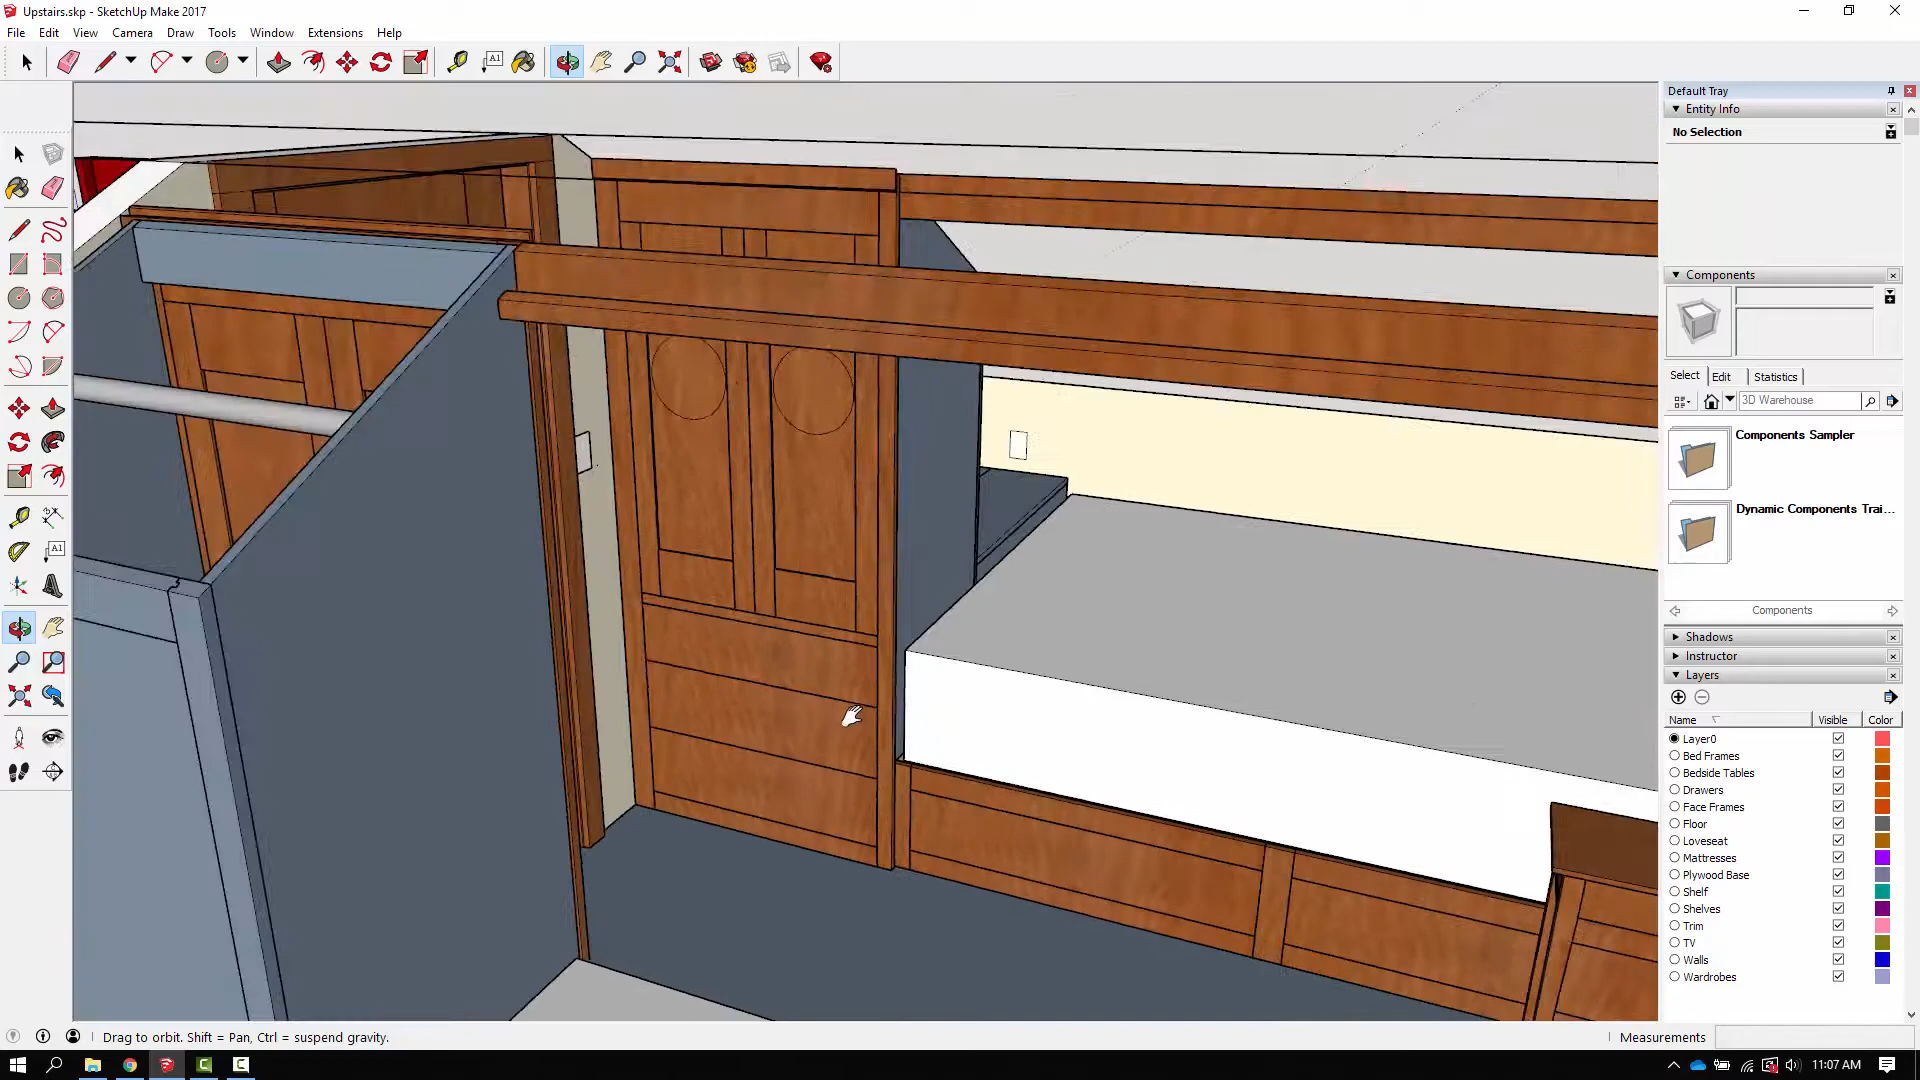 Upstairs.skp - SketchUp Make 2017
File Edit View Camera Draw Tools Window Extensions Help
A1
Default Tray
Entity Info
No Selection
Components
Select Edit Statistics
3D Warehouse
Components Sampler
Dynamic Components Trai...
Components
Shadows
Instructor
Layers
Name Visible Color
Layer0
Bed Frames
Bedside Tables
Drawers
Face Frames
Floor
Loveseat
Mattresses
Plywood Base
Shelf
Shelves
Trim
TV
Walls
Wardrobes
A1
Drag to orbit. Shift = Pan, Ctrl = suspend gravity.
Measurements
11:07 AM